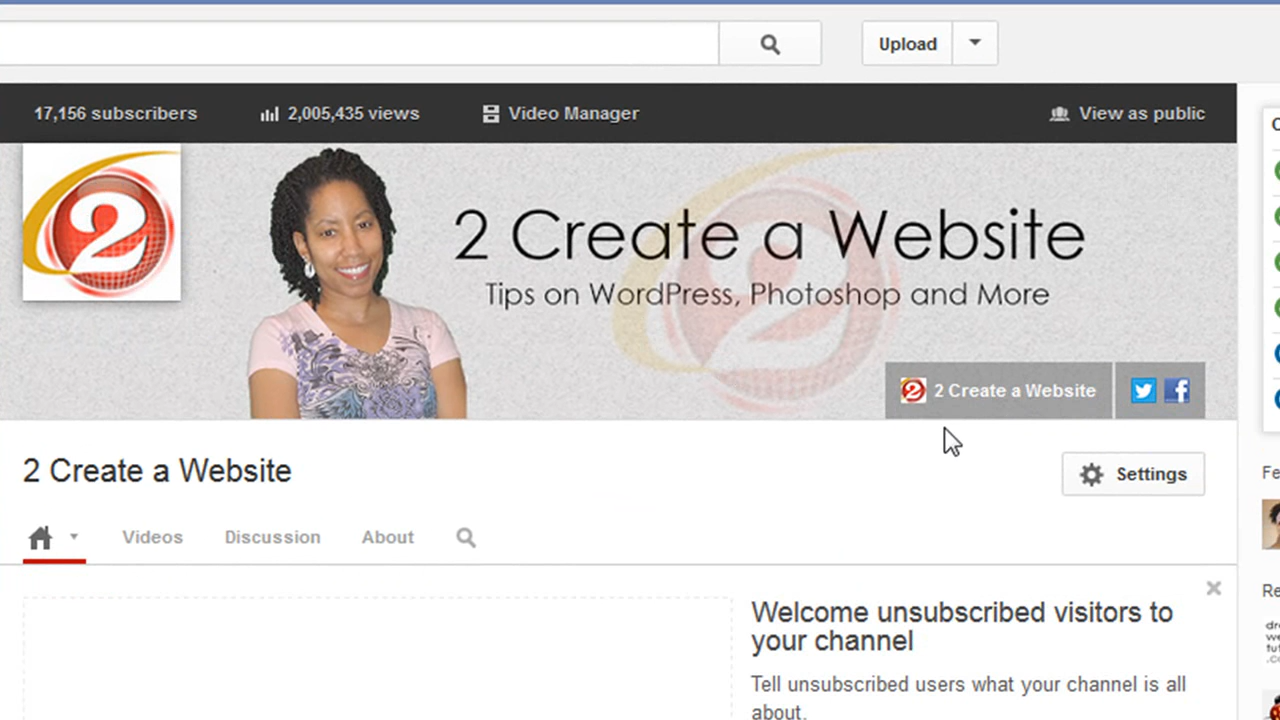 Upload
17,156 subscribers
2,005,435 views
Video Manager
View as public
2
2 Create a Website
Tips on WordPress, Photoshop and More
2 Create a Website
2 Create a Website
Settings
Videos
Discussion
About
Welcome unsubscribed visitors to
your channel
Tell unsubscribed users what your channel is all
about.